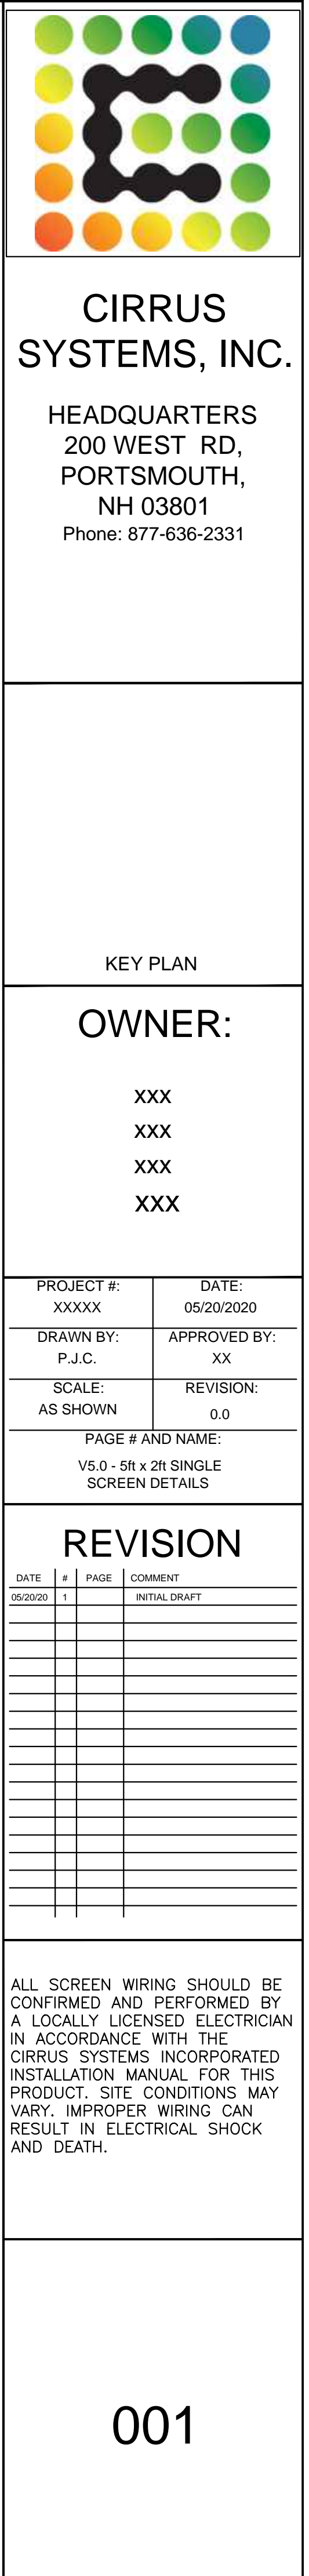 CIRRUS
SYSTEMS, INC.
HEADQUARTERS
200 WEST RD,
PORTSMOUTH,
NH 03801
Phone: 877-636-2331
KEY PLAN
OWNER:
xxx
xxx
xxx
xxx
PROJECT #:
XXXXX
DATE:
05/20/2020
DRAWN BY:
P.J.C.
APPROVED BY:
XX
SCALE:
AS SHOWN
REVISION:
0.0
PAGE # AND NAME:
V5.0 - 5ft x 2ft SINGLE
SCREEN DETAILS
REVISION
DATE # PAGE COMMENT
05/20/20 1 INITIAL DRAFT
ALL SCREEN WIRING SHOULD BE
CONFIRMED AND PERFORMED BY
A LOCALLY LICENSED ELECTRICIAN
IN ACCORDANCE WITH THE
CIRRUS SYSTEMS INCORPORATED
INSTALLATION MANUAL FOR THIS
PRODUCT. SITE CONDITIONS MAY
VARY. IMPROPER WIRING CAN
RESULT IN ELECTRICAL SHOCK
AND DEATH.
001